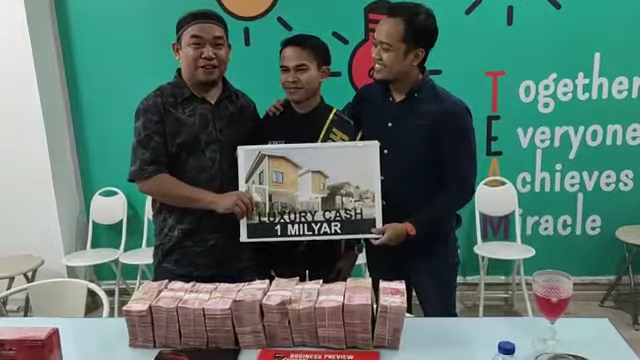 T ogether
E veryone
A chieves
M iracle
LUXURY CASH
1 MILYAR
BUSINESS PREVIEW